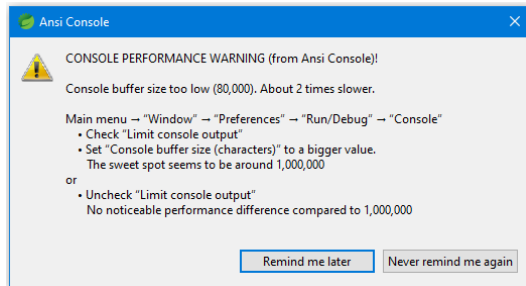 Ansi Console
CONSOLE PERFORMANCE WARNING (from Ansi Console)!
Console buffer size too low (80,000). About 2 times slower.
Main menu → "Window" → "Preferences" → "Run/Debug" → "Console"
• Check "Limit console output"
• Set "Console buffer size (characters)" to a bigger value.
The sweet spot seems to be around 1,000,000
or
• Uncheck "Limit console output"
No noticeable performance difference compared to 1,000,000
Remind me later
Never remind me again